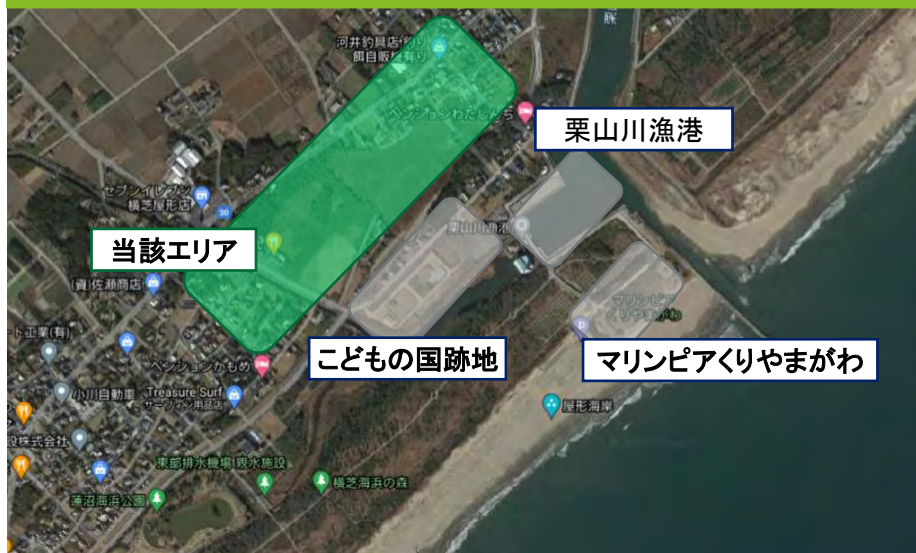 河井釣具店・釣り
餌自販機有り
ペンションわたしんち
栗山川漁港
セブンイレブン
横芝屋形店
30
栗山川漁港
当該エリア
(資)佐瀬商店
マリンピア
くりやまがわ
こどもの国跡地
マリンピアくりやまがわ
ート工業(有)
ペンションかもめ
小川自動車
Treasure Surf
サーフィン用品店
屋形海岸
設株式会社
東部排水機場 親水施設
横芝海浜の森
蓮沼海浜公園